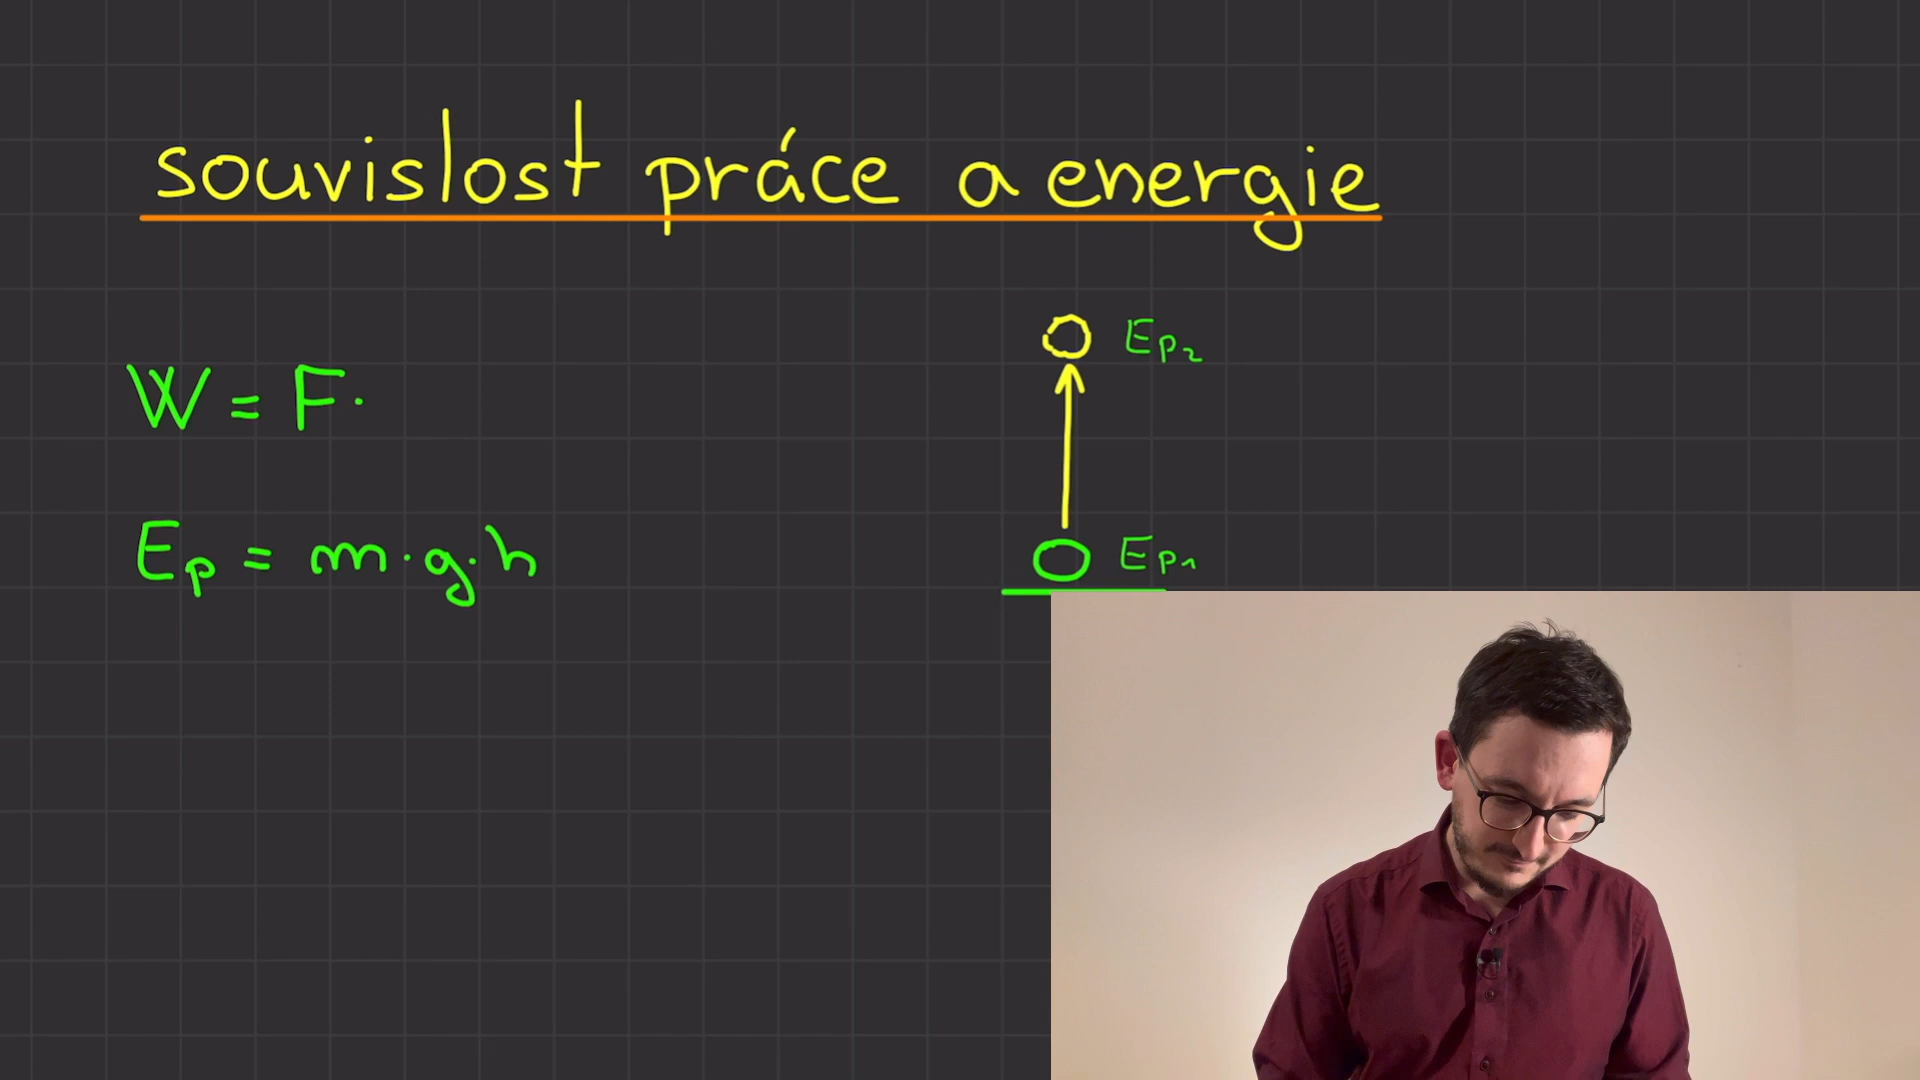 souvislost práce a energie
Ep₂
W = F·
Ep = m·g·h
Ep₁